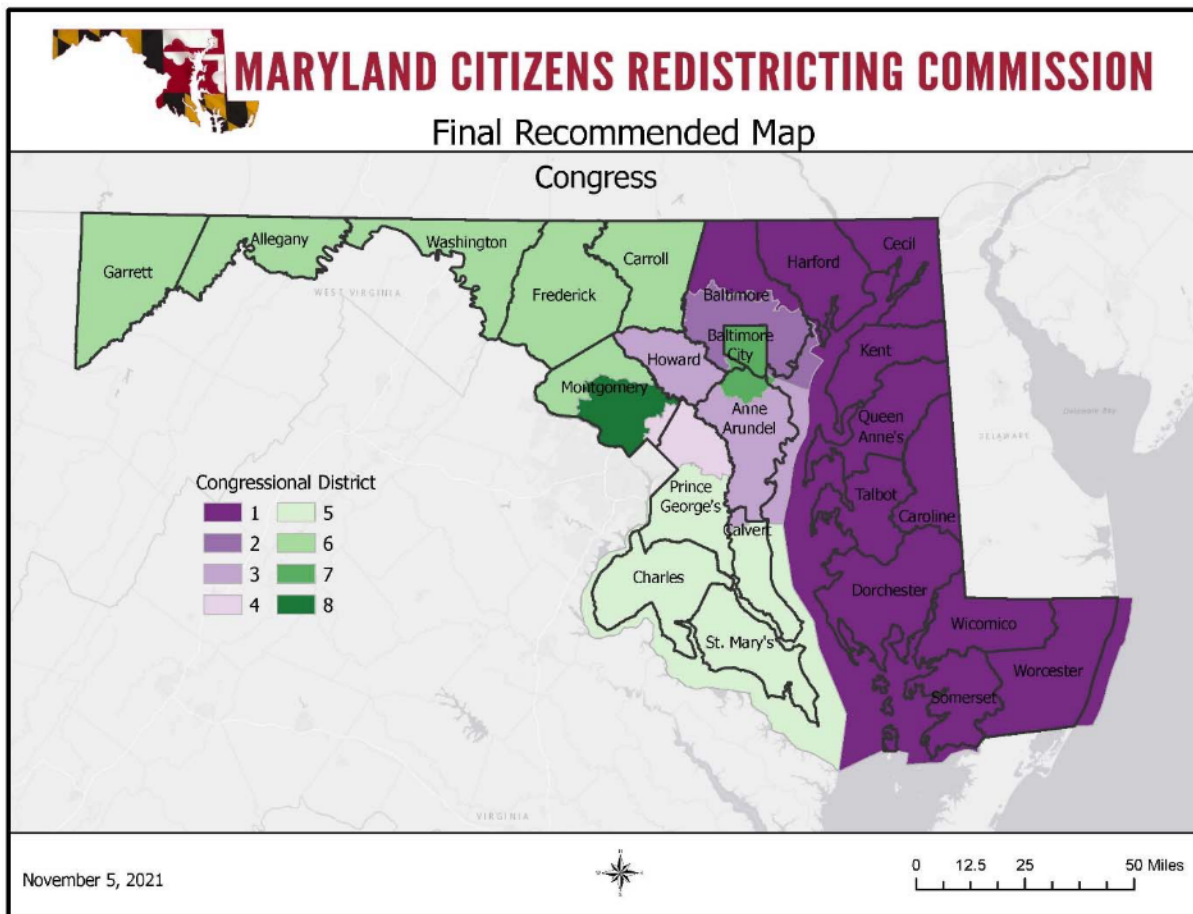 MARYLAND CITIZENS REDISTRICTING COMMISSION
Final Recommended Map
Congress
Garrett
Allegany
Washington
Frederick
Carroll
Baltimore
Harford
Cecil
WEST VIRGINIA
Baltimore
City
Howard
Kent
Montgomery
Anne
Arundel
Queen
Anne's
Delaware Bay
DELAWARE
Congressional District
1
5
2
6
3
7
4
8
Prince
George's
Talbot
Caroline
Calvert
Charles
Dorchester
St. Mary's
Wicomico
Worcester
Somerset
VIRGINIA
November 5, 2021
N
0 12.5 25 50 Miles